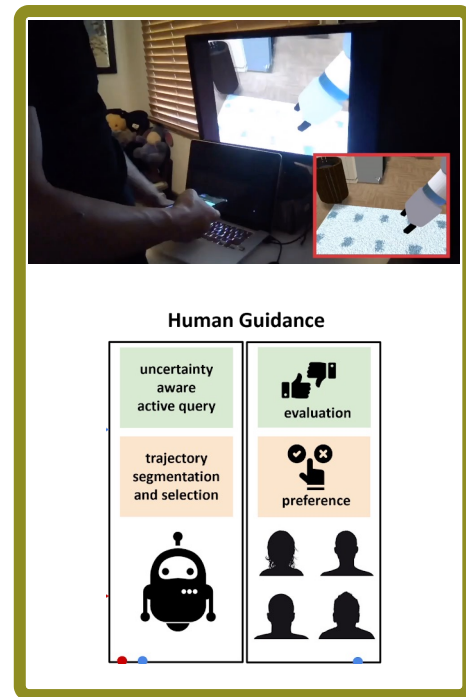 Human Guidance
uncertainty
aware
active query
evaluation
trajectory
segmentation
and selection
preference